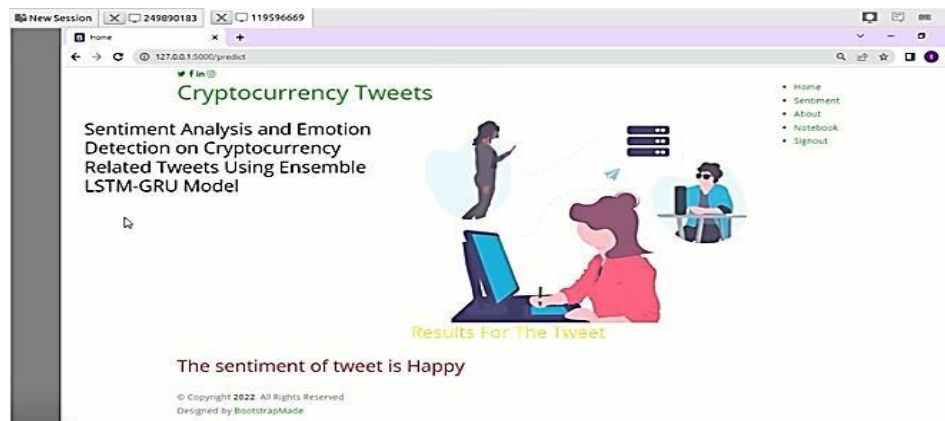 New Session 249890183 119596669
Home
127.0.0.1:5000/predict
Cryptocurrency Tweets
Home
Sentiment
About
Notebook
Signout
Sentiment Analysis and Emotion
Detection on Cryptocurrency
Related Tweets Using Ensemble
LSTM-GRU Model
Results For The Tweet
The sentiment of tweet is Happy
© Copyright 2022. All Rights Reserved
Designed by BootstrapMade